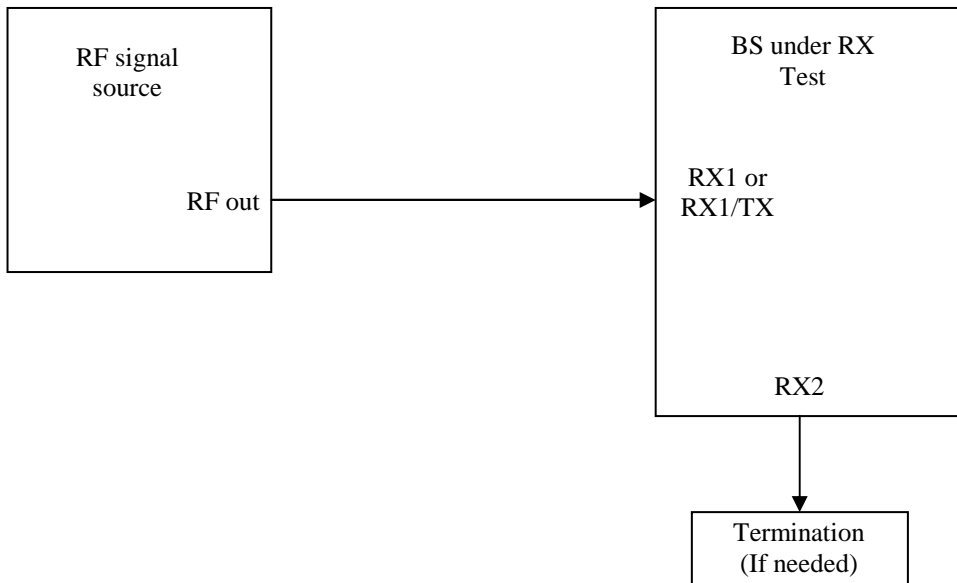 RF signal
source
RF out
BS under RX
Test
RX1 or
RX1/TX
RX2
Termination
(If needed)